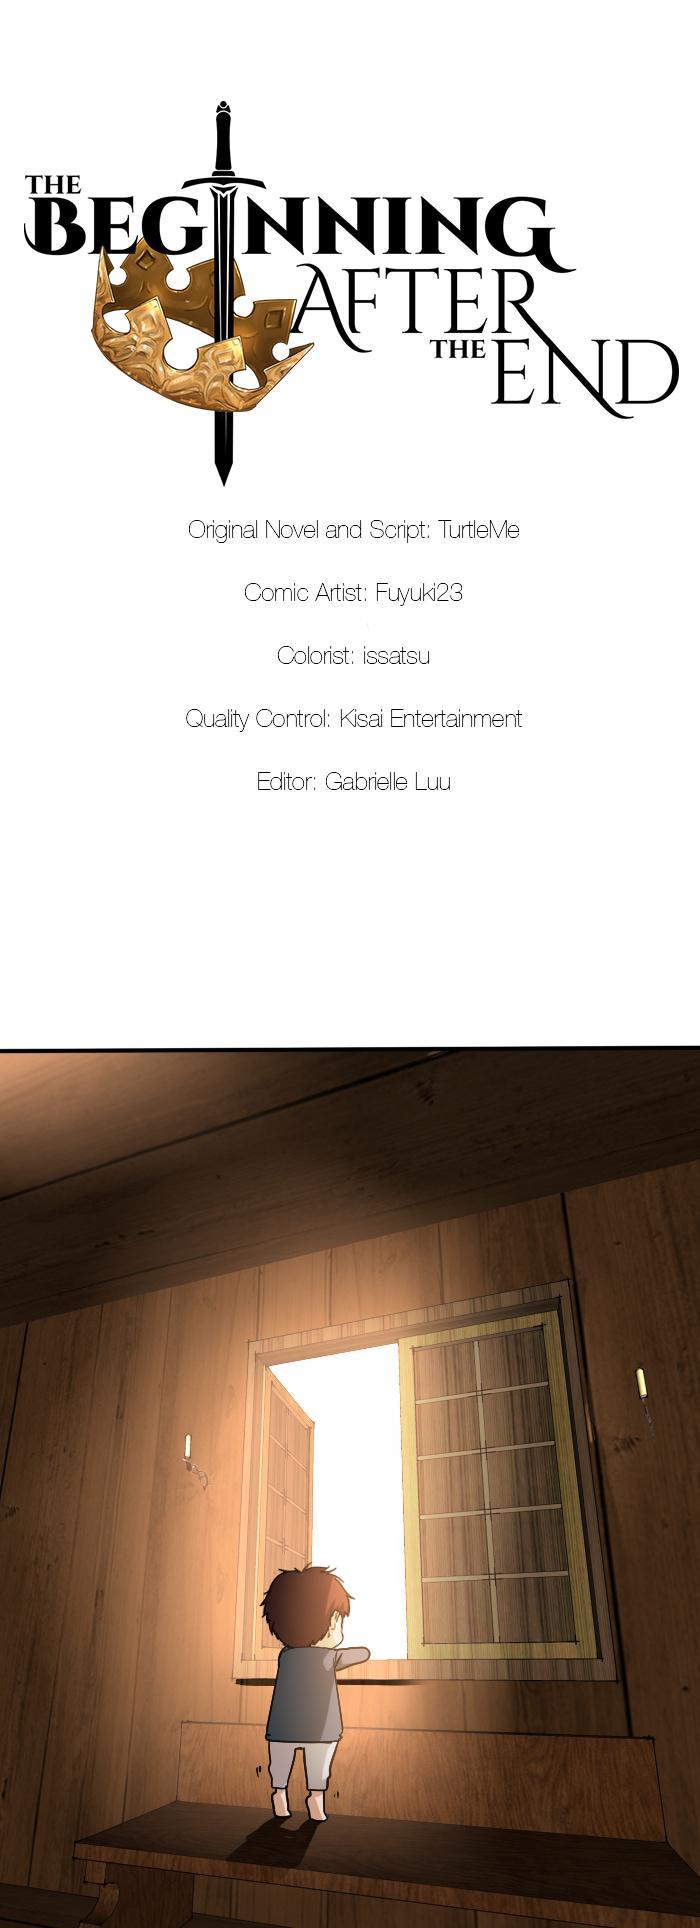 THE
BEGINNING
AFTER
THE END
Original Novel and Script: TurtleMe
Comic Artist: Fuyuki23
Colorist: issatsu
Quality Control: Kisai Entertainment
Editor: Gabrielle Luu